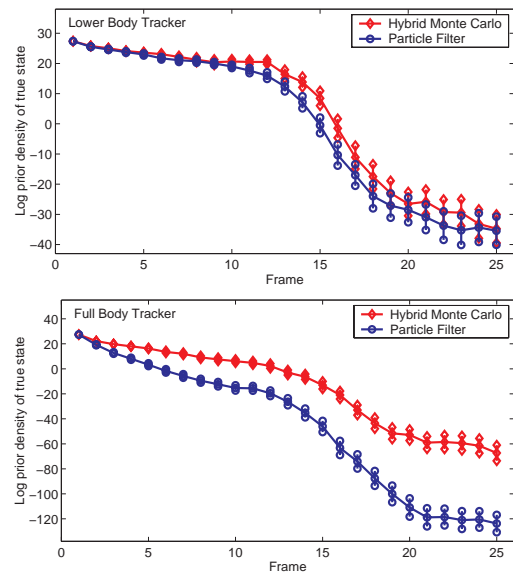 Lower Body Tracker
Hybrid Monte Carlo
Particle Filter
Log prior density of true state
30
20
10
0
−10
−20
−30
−40
0 5 10 15 20 25
Frame
Full Body Tracker
Hybrid Monte Carlo
Particle Filter
Log prior density of true state
40
20
0
−20
−40
−60
−80
−100
−120
0 5 10 15 20 25
Frame